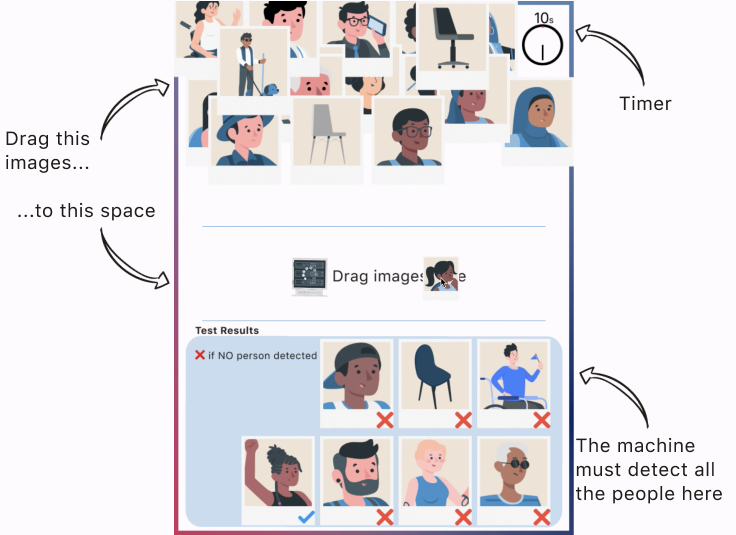 10s
Timer
Drag this
images...
...to this space
Drag images
Test Results
❌ if NO person detected
The machine
must detect all
the people here